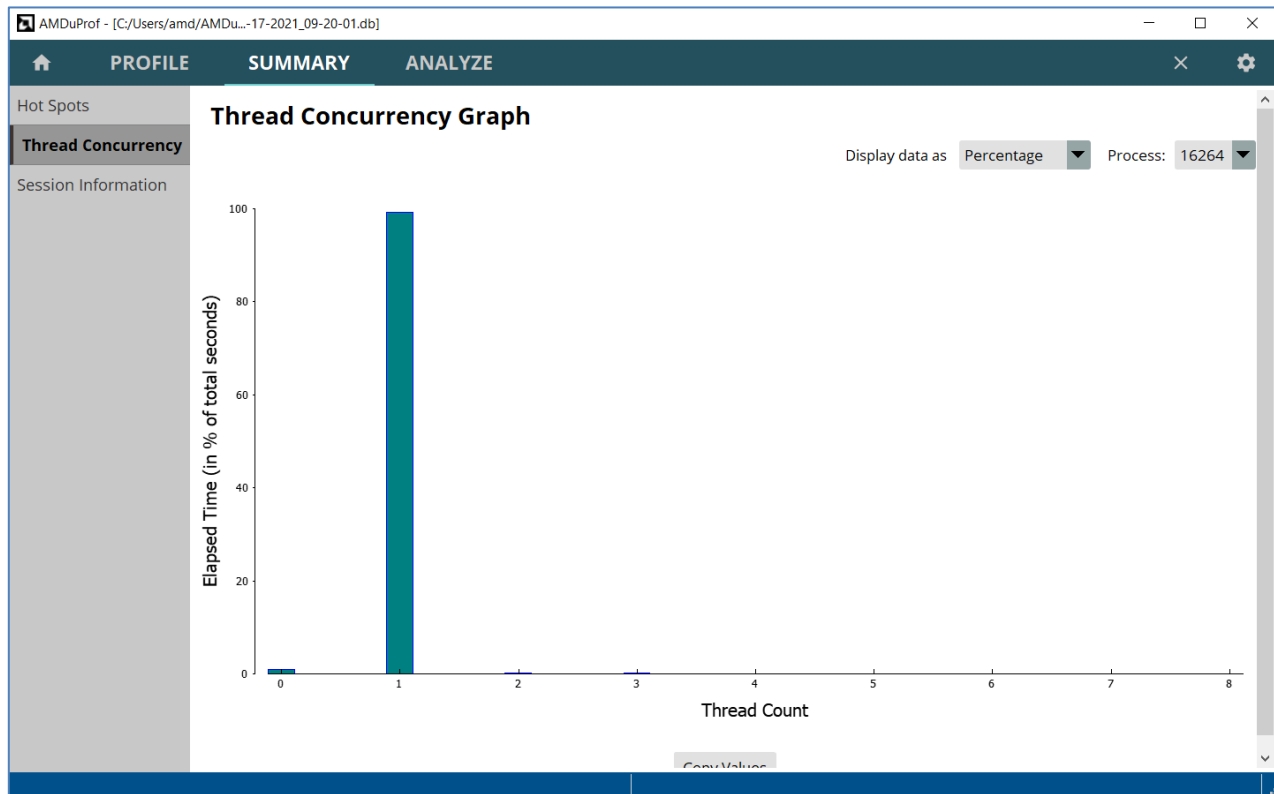 AMDuProf - [C:/Users/amd/AMDu...-17-2021_09-20-01.db]
PROFILE SUMMARY ANALYZE
Hot Spots
Thread Concurrency
Session Information
Thread Concurrency Graph
Display data as Percentage Process: 16264
Elapsed Time (in % of total seconds)
100
80
60
40
20
0
0 1 2 3 4 5 6 7 8
Thread Count
Copy Values